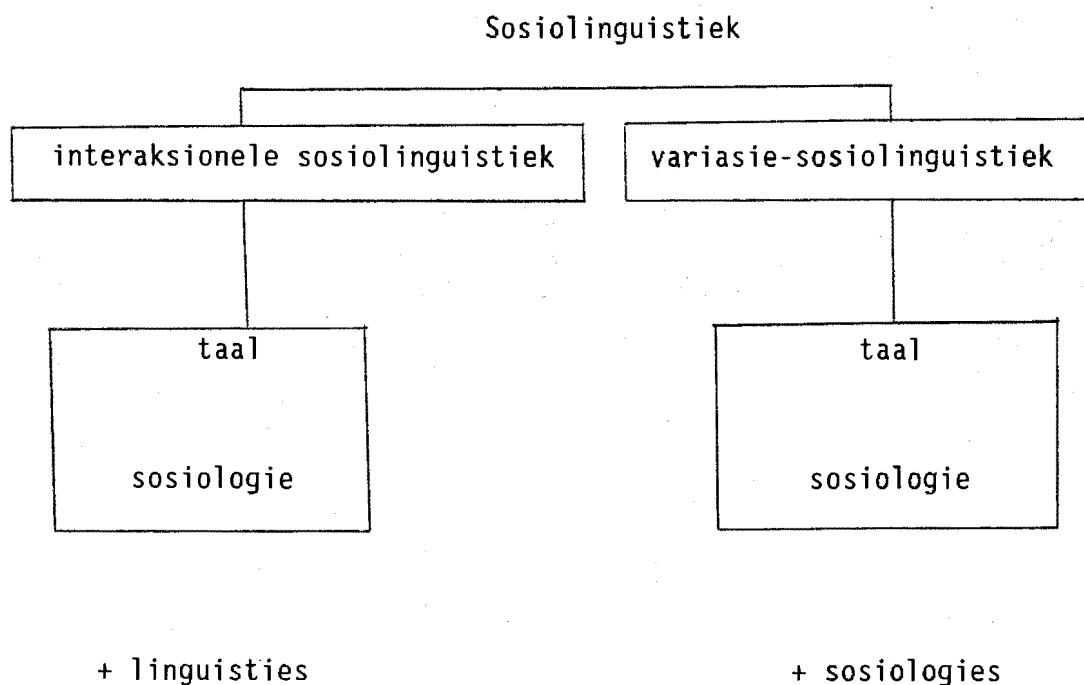 Sosiolinguistiek
interaksionele sosiolinguistiek
variasie-sosiolinguistiek
taal
taal
sosiologie
sosiologie
+ linguisties
+ sosiologies